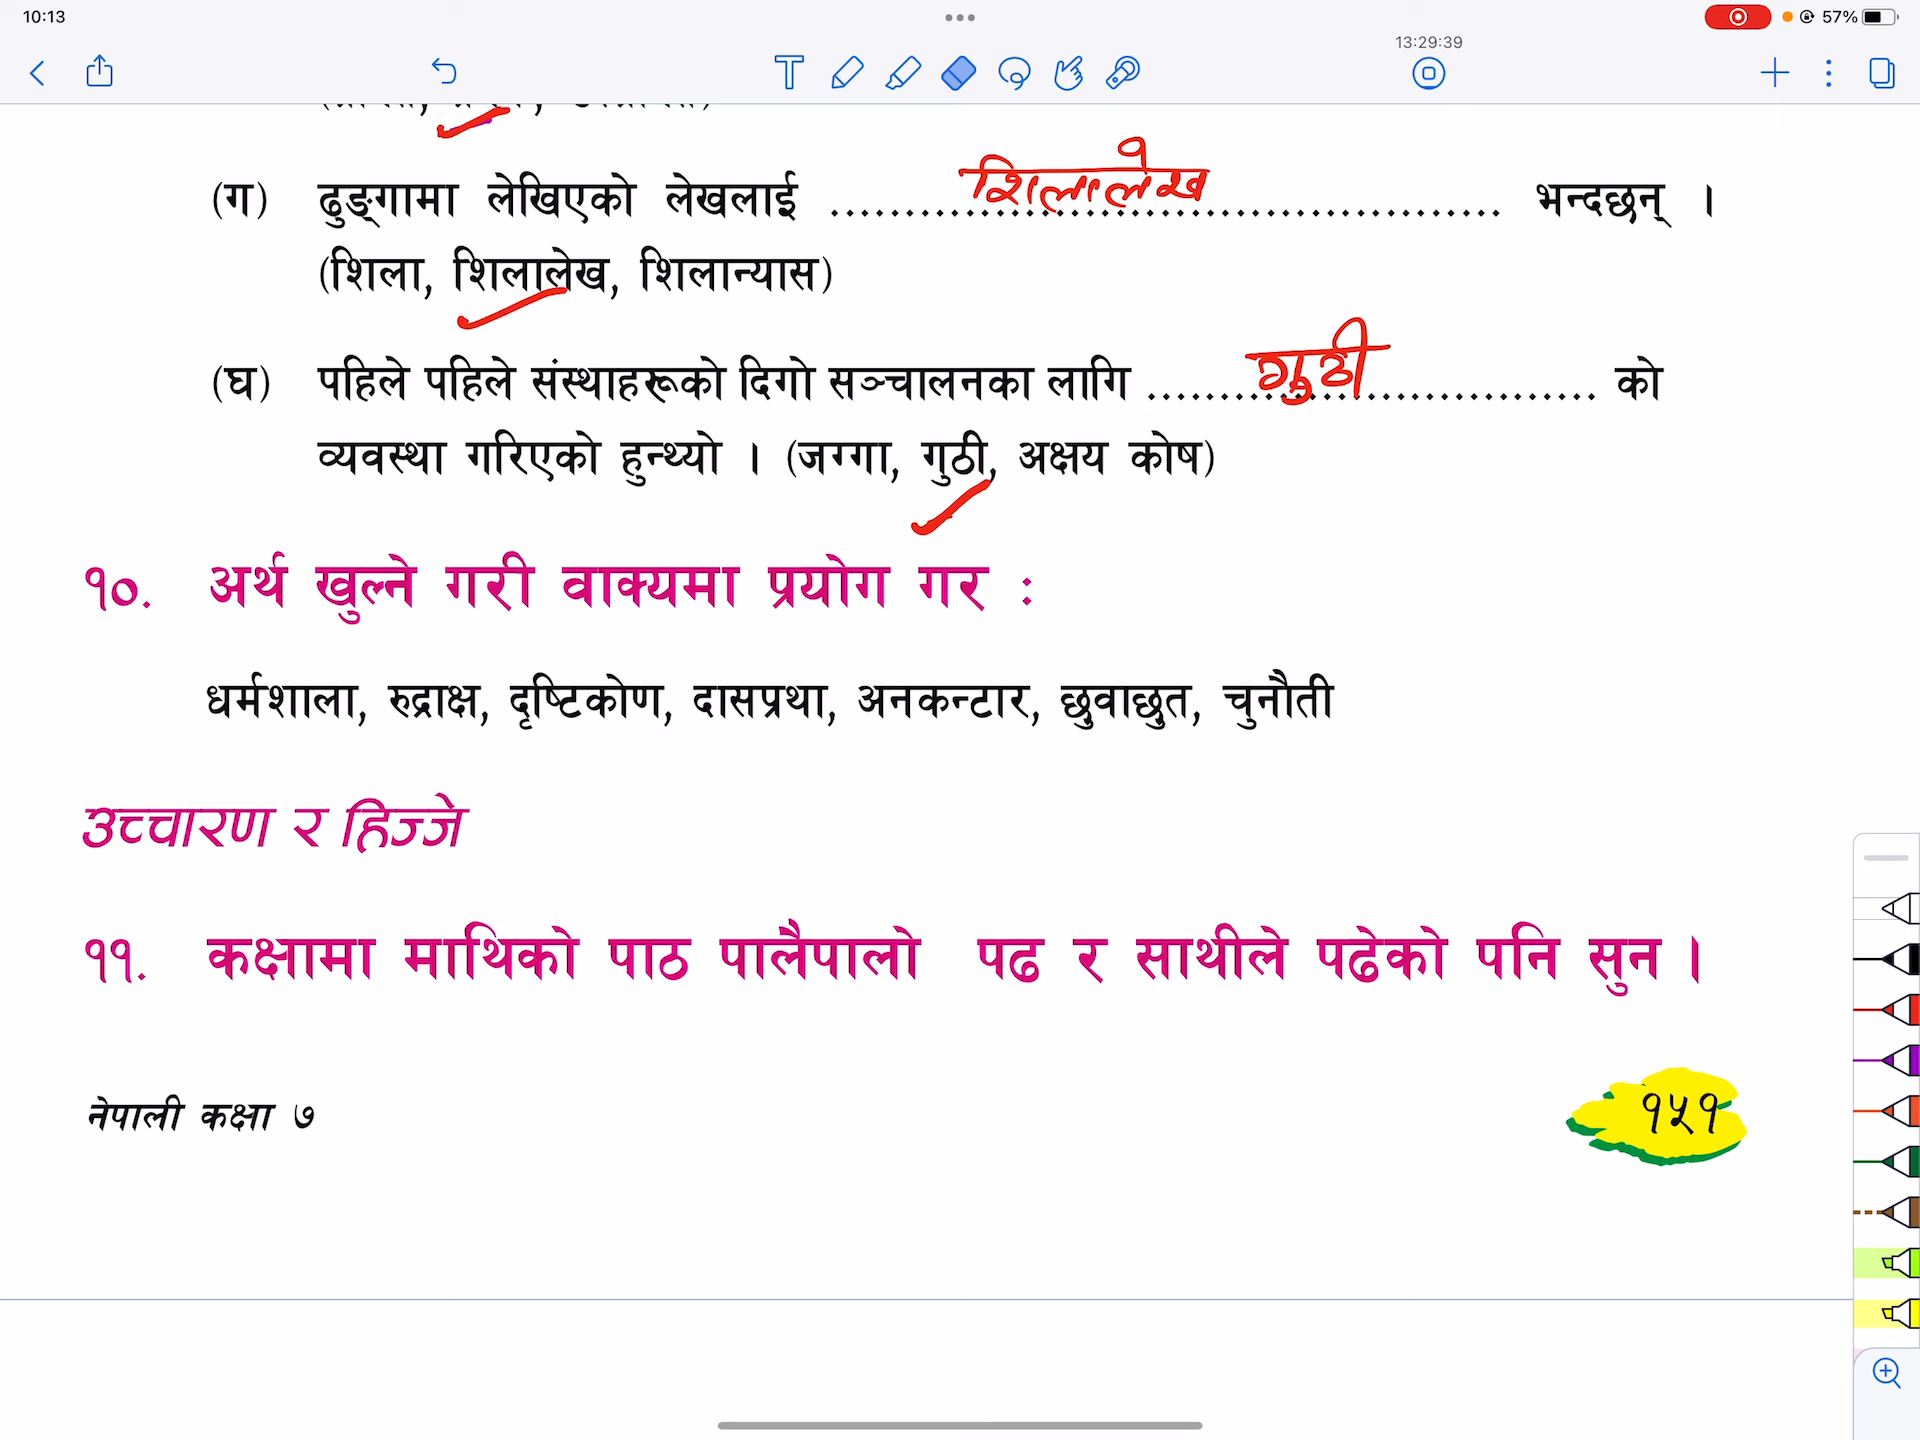 10:13
57%
13:29:39
(ग) ढुङ्गामा लेखिएको लेखलाई शिलालेख भन्दछन् ।
(शिला, शिलालेख, शिलान्यास)
(घ) पहिले पहिले संस्थाहरूको दिगो सञ्चालनका लागि गुठी को
व्यवस्था गरिएको हुन्थ्यो । (जग्गा, गुठी, अक्षय कोष)
१०. अर्थ खुल्ने गरी वाक्यमा प्रयोग गर :
धर्मशाला, रुद्राक्ष, दृष्टिकोण, दासप्रथा, अनकन्टार, छुवाछुत, चुनौती
उच्चारण र हिज्जे
११. कक्षामा माथिको पाठ पालैपालो पढ र साथीले पढेको पनि सुन ।
नेपाली कक्षा ७
१५१